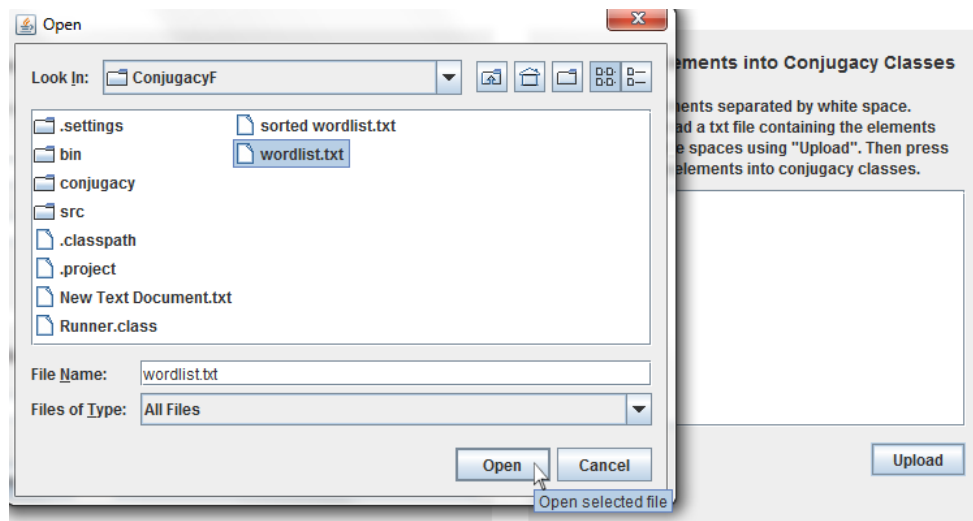 Open
Look In: ConjugacyF
.settings
bin
conjugacy
src
.classpath
.project
New Text Document.txt
Runner.class
sorted wordlist.txt
wordlist.txt
File Name: wordlist.txt
Files of Type: All Files
Open Cancel
Open selected file
into Conjugacy Classes
separated by white space.
a txt file containing the elements
spaces using "Upload". Then press
elements into conjugacy classes.
Upload